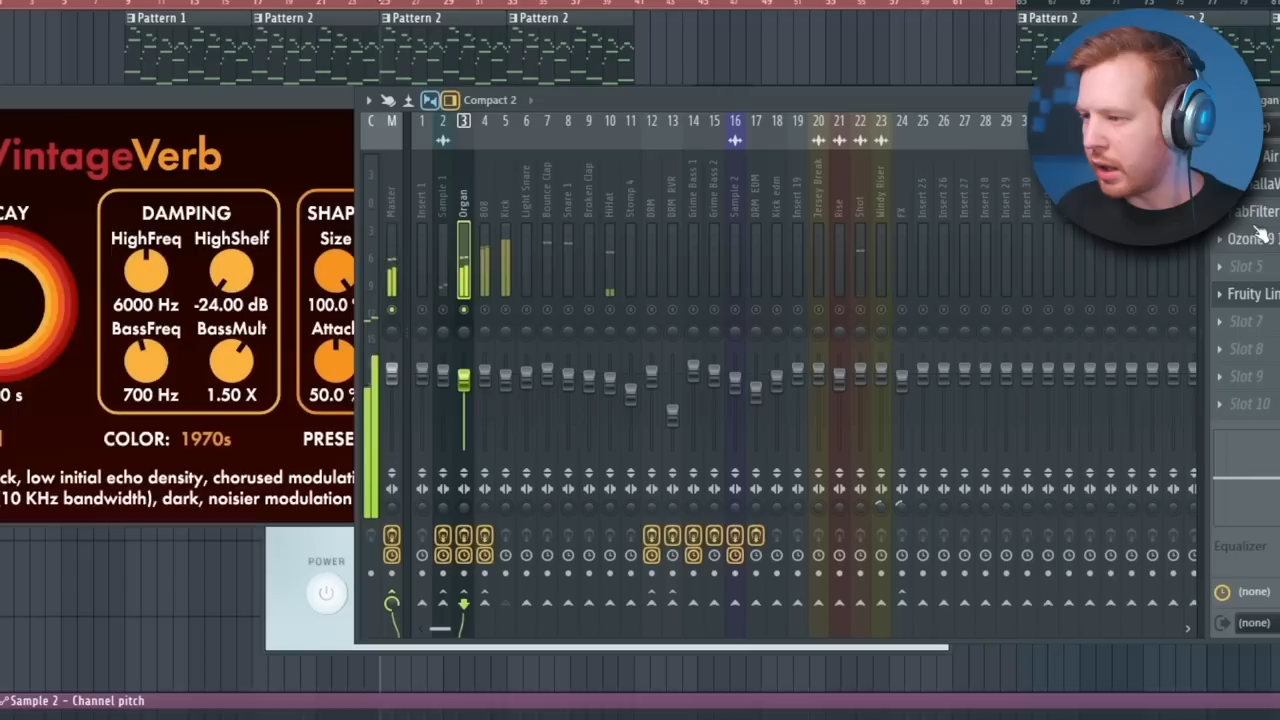 Pattern 1
Pattern 2
Pattern 2
Pattern 2
Pattern 2
Compact 2
C M 1 2 3 4 5 6 7 8 9 10 11 12 13 14 15 16 17 18 19 20 21 22 23 24 25 26 27 28 29
Master
Insert 1
Sample 1
Organ
808
Kick
Light Snare
Bounce Clap
Snare 1
Broken Clap
HiHat
Stomp 4
DRM
DRM RVR
Grime Bass 1
Grime Bass 2
Sample 2
DRM EDM
Kick edm
Insert 19
Jersey Break
Rise
Shot
Windy Riser
FX
Insert 25
Insert 26
Insert 27
Insert 28
Insert 29
Insert 30
VintageVerb
CAY
DAMPING
SHAP
HighFreq HighShelf
Size
6000 Hz -24.00 dB
100.0
BassFreq BassMult
Attack
0 s
700 Hz 1.50 X
50.0 %
COLOR: 1970s
PRESE
ck, low initial echo density, chorused modulati
(10 KHz bandwidth), dark, noisier modulation
POWER
Air
FabFilter
Ozone 9
Slot 5
Fruity Lim
Slot 7
Slot 8
Slot 9
Slot 10
Equalizer
(none)
(none)
Sample 2 - Channel pitch